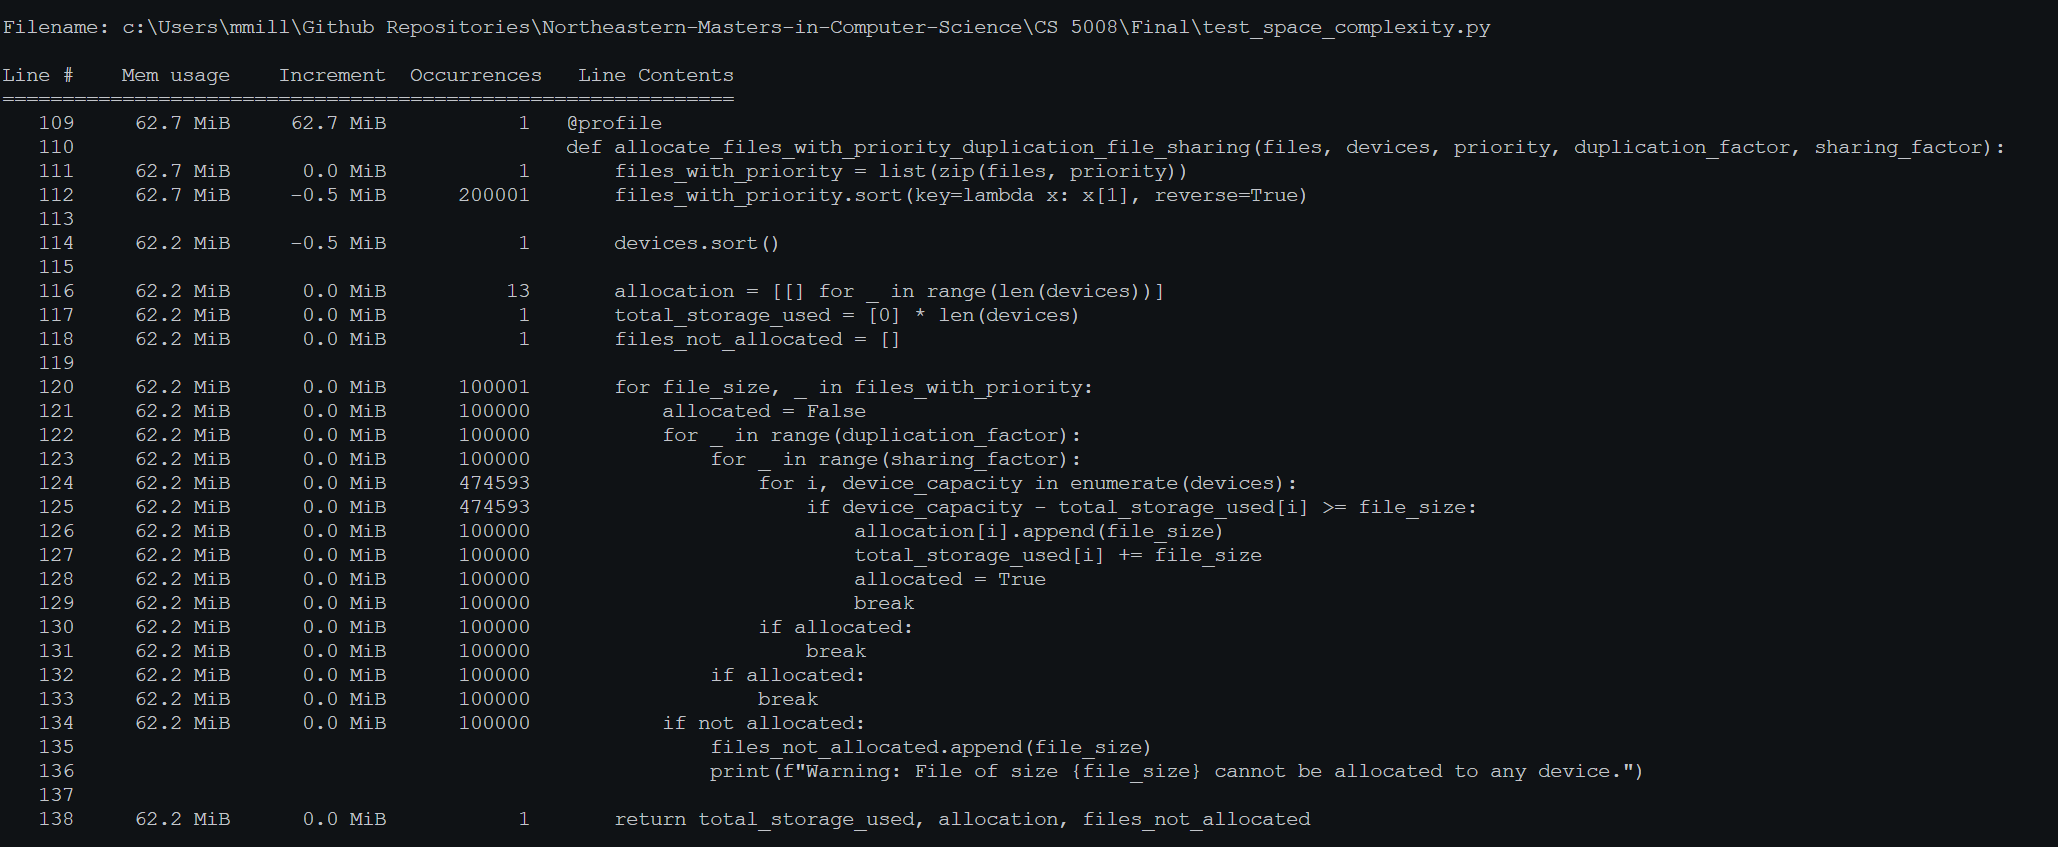 Filename: c:\Users\mmill\Github Repositories\Northeastern-Masters-in-Computer-Science\CS 5008\Final\test_space_complexity.py

Line #    Mem usage    Increment  Occurrences   Line Contents
=============================================================
   109     62.7 MiB     62.7 MiB           1   @profile
   110                                         def allocate_files_with_priority_duplication_file_sharing(files, devices, priority, duplication_factor, sharing_factor):
   111     62.7 MiB      0.0 MiB           1       files_with_priority = list(zip(files, priority))
   112     62.7 MiB     -0.5 MiB      200001       files_with_priority.sort(key=lambda x: x[1], reverse=True)
   113
   114     62.2 MiB     -0.5 MiB           1       devices.sort()
   115
   116     62.2 MiB      0.0 MiB          13       allocation = [[] for _ in range(len(devices))]
   117     62.2 MiB      0.0 MiB           1       total_storage_used = [0] * len(devices)
   118     62.2 MiB      0.0 MiB           1       files_not_allocated = []
   119
   120     62.2 MiB      0.0 MiB      100001       for file_size, _ in files_with_priority:
   121     62.2 MiB      0.0 MiB      100000           allocated = False
   122     62.2 MiB      0.0 MiB      100000           for _ in range(duplication_factor):
   123     62.2 MiB      0.0 MiB      100000               for _ in range(sharing_factor):
   124     62.2 MiB      0.0 MiB      474593                   for i, device_capacity in enumerate(devices):
   125     62.2 MiB      0.0 MiB      474593                       if device_capacity - total_storage_used[i] >= file_size:
   126     62.2 MiB      0.0 MiB      100000                           allocation[i].append(file_size)
   127     62.2 MiB      0.0 MiB      100000                           total_storage_used[i] += file_size
   128     62.2 MiB      0.0 MiB      100000                           allocated = True
   129     62.2 MiB      0.0 MiB      100000                           break
   130     62.2 MiB      0.0 MiB      100000                   if allocated:
   131     62.2 MiB      0.0 MiB      100000                       break
   132     62.2 MiB      0.0 MiB      100000               if allocated:
   133     62.2 MiB      0.0 MiB      100000                   break
   134     62.2 MiB      0.0 MiB      100000           if not allocated:
   135                                                     files_not_allocated.append(file_size)
   136                                                     print(f"Warning: File of size {file_size} cannot be allocated to any device.")
   137
   138     62.2 MiB      0.0 MiB           1       return total_storage_used, allocation, files_not_allocated